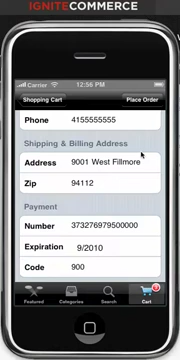 IGNITECOMMERCE
Carrier 12:56 PM
Shopping Cart Place Order
Phone 4155555555
Shipping & Billing Address
Address 9001 West Fillmore
Zip 94112
Payment
Number 373276979500000
Expiration 9/2010
Code 900
Featured Categories Search Cart